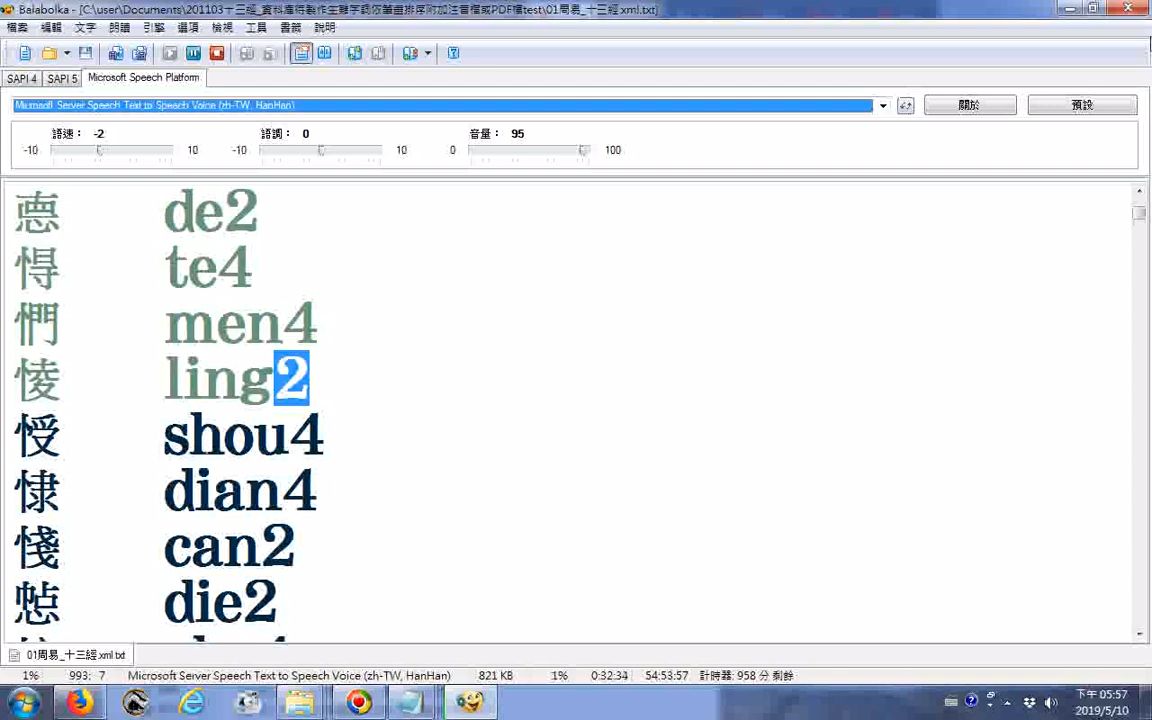 Balabolka - [C:\user\Documents\201103十三經_資料庫待製作生難字詞依筆畫排序附加注音檔或PDF檔test\01周易_十三經.xml.txt]
檔案 編輯 文字 朗讀 引擎 選項 檢視 工具 書籤 說明
SAPI 4 SAPI 5 Microsoft Speech Platform
Microsoft Server Speech Text to Speech Voice (zh-TW, HanHan) 關於 預設
語速： -2 語調： 0 音量： 95
-10 10 -10 10 0 100
悳 de2
㝵 te4
們 men4
㥄 ling2
㥅 shou4
㥆 dian4
㥇 can2
㥈 die2
01周易_十三經.xml.txt
1% 993: 7 Microsoft Server Speech Text to Speech Voice (zh-TW, HanHan) 821 KB 1% 0:32:34 54:53:57 計時器: 958 分 剩餘
下午 05:57
2019/5/10